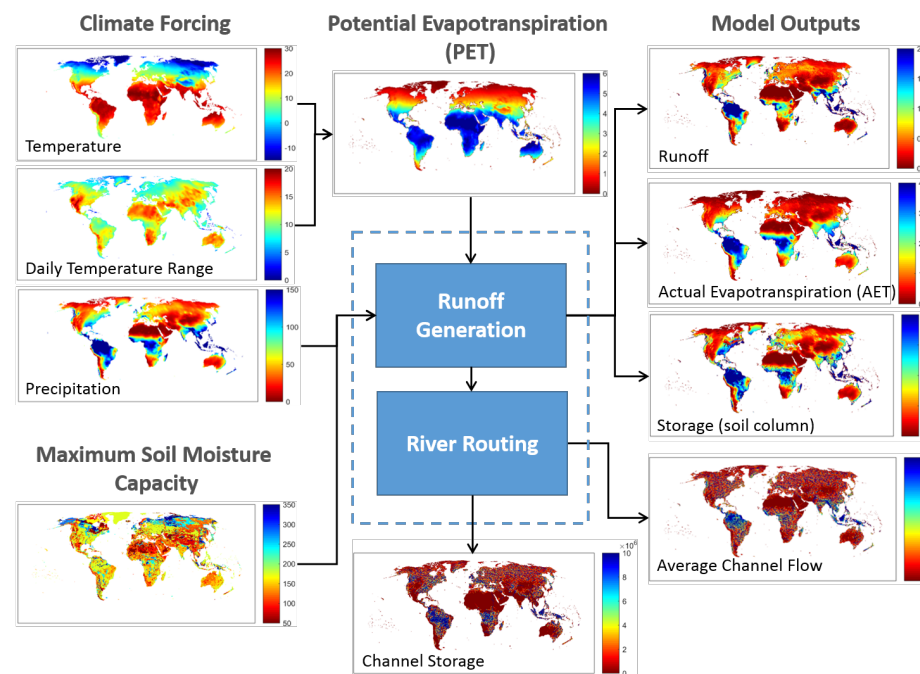 Climate Forcing
Potential Evapotranspiration
(PET)
Model Outputs
30
20
10
0
-10
Temperature
20
15
10
5
0
Daily Temperature Range
150
100
50
0
Precipitation
Maximum Soil Moisture
Capacity
350
300
250
200
150
100
50
6
5
4
3
2
1
0
Runoff
Generation
River Routing
10
×10⁶
8
6
4
2
0
Channel Storage
Runoff
Actual Evapotranspiration (AET)
Storage (soil column)
Average Channel Flow